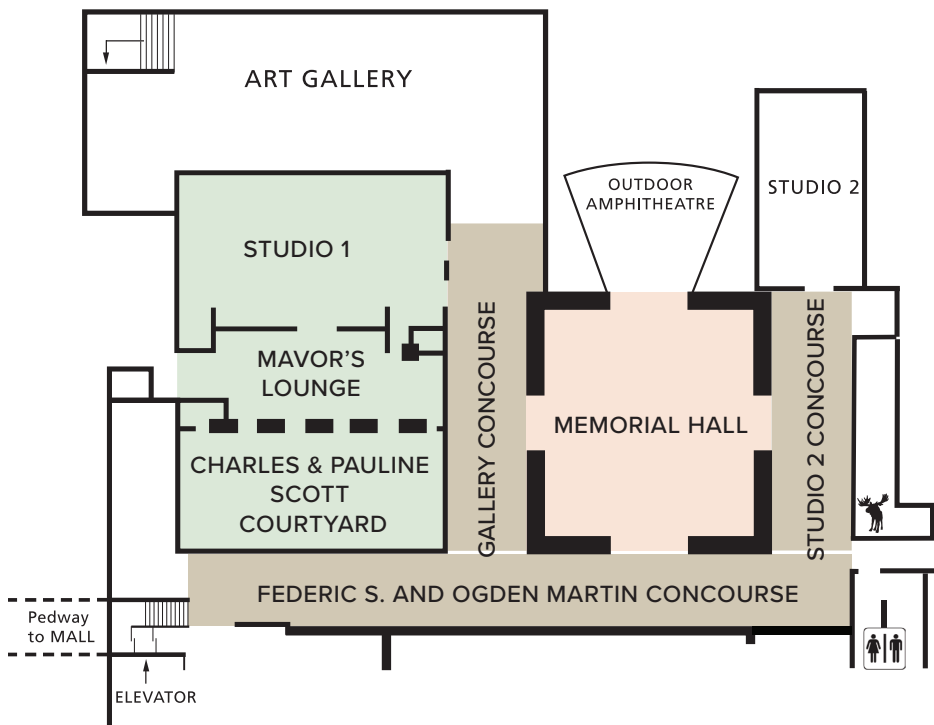 ART GALLERY
OUTDOOR
AMPHITHEATRE
STUDIO 2
STUDIO 1
MAVOR'S
LOUNGE
GALLERY CONCOURSE
MEMORIAL HALL
STUDIO 2 CONCOURSE
CHARLES & PAULINE
SCOTT
COURTYARD
FEDERIC S. AND OGDEN MARTIN CONCOURSE
Pedway
to MALL
ELEVATOR